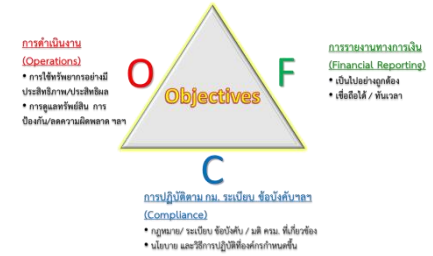 การดำเนินงาน
(Operations)
• การใช้ทรัพยากรอย่างมี
ประสิทธิภาพ/ประสิทธิผล
• การดูแลทรัพย์สิน การ
ป้องกัน/ลดความผิดพลาด ฯลฯ
O
F
Objectives
การรายงานทางการเงิน
(Financial Reporting)
• เป็นไปอย่างถูกต้อง
• เชื่อถือได้ / ทันเวลา
C
การปฏิบัติตาม กม. ระเบียบ ข้อบังคับฯลฯ
(Compliance)
• กฎหมาย/ ระเบียบ ข้อบังคับ / มติ ครม. ที่เกี่ยวข้อง
• นโยบาย และวิธีการปฏิบัติที่องค์กรกำหนดขึ้น